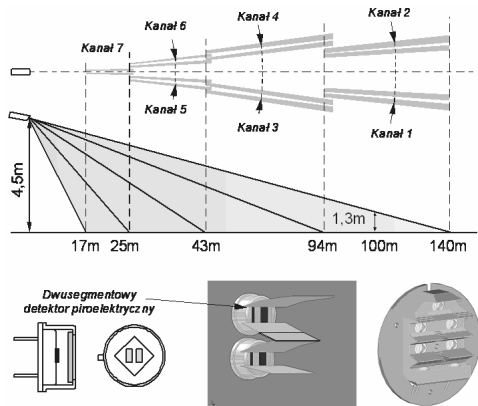 Kanał 7
Kanał 6
Kanał 4
Kanał 2
Kanał 5
Kanał 3
Kanał 1
4,5m
1,3m
17m 25m 43m 94m 100m 140m
Dwusegmentowy
detektor piroelektryczny